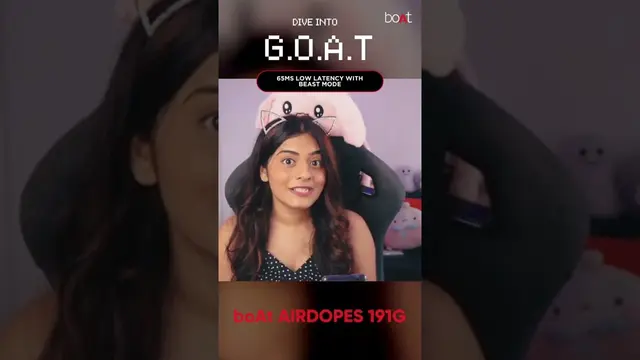 DIVE INTO
boAt
G.O.A.T
65MS LOW LATENCY WITH
BEAST MODE
boAt AIRDOPES 191G